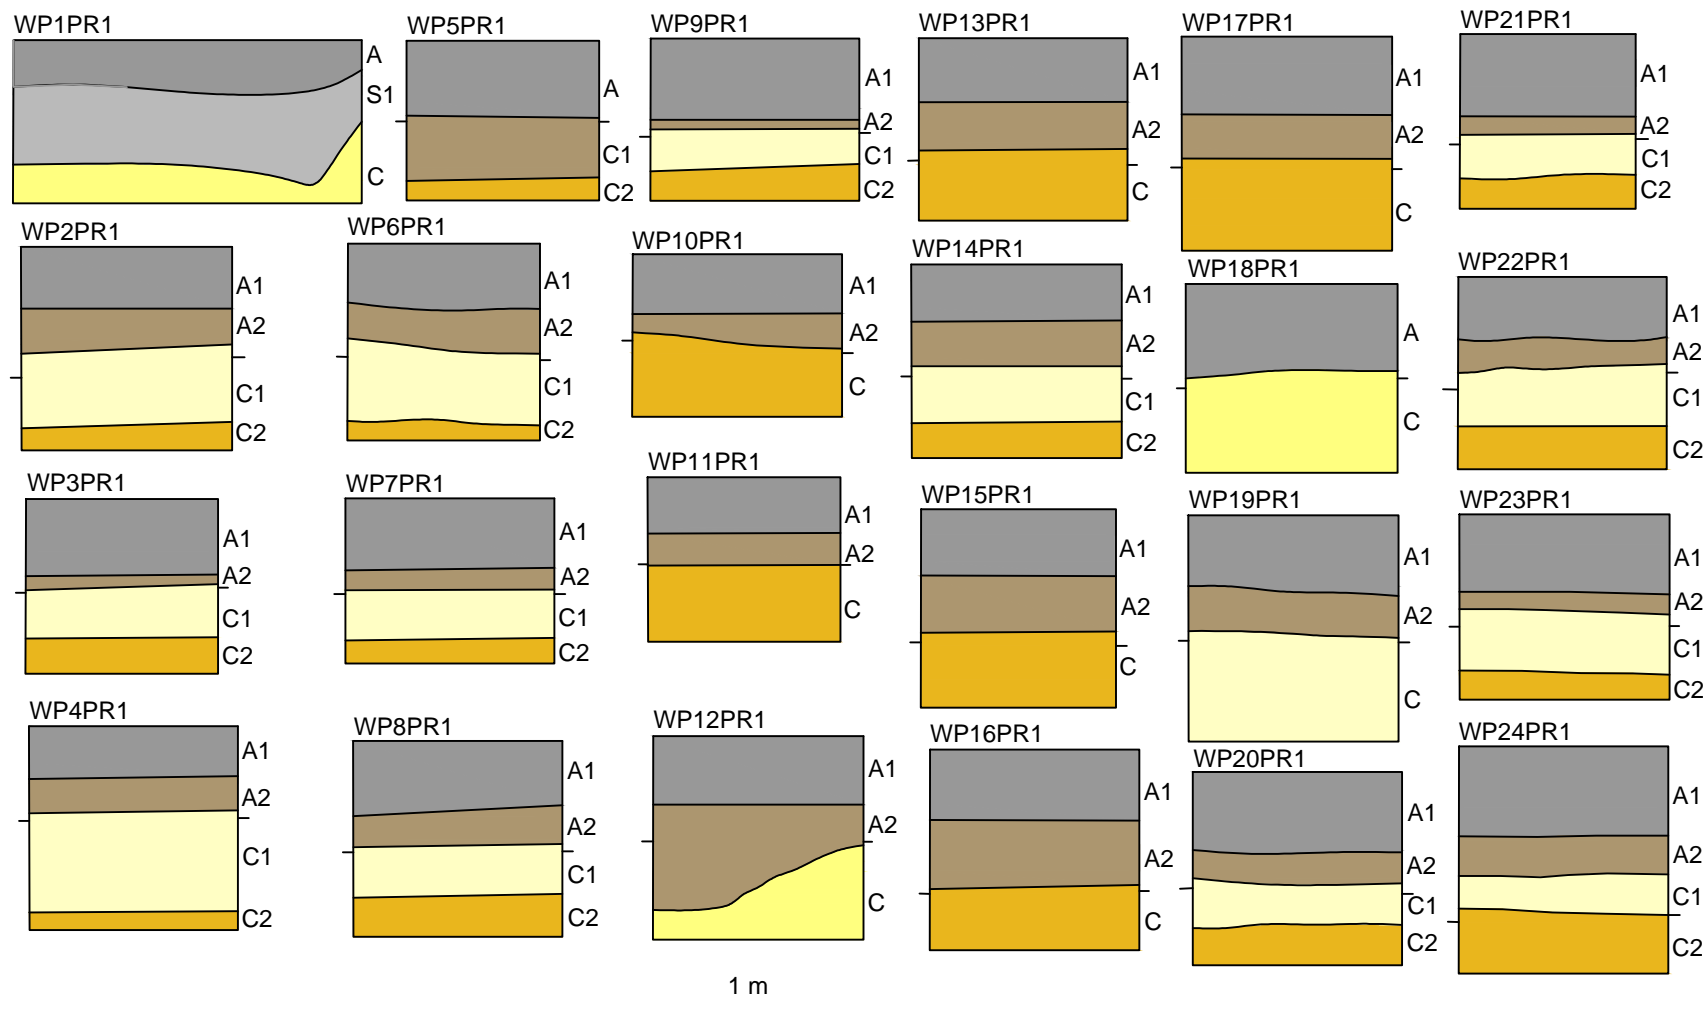 WP1PR1
A
S1
C
WP2PR1
A1
A2
C1
C2
WP3PR1
A1
A2
C1
C2
WP4PR1
A1
A2
C1
C2
WP5PR1
A
C1
C2
WP6PR1
A1
A2
C1
C2
WP7PR1
A1
A2
C1
C2
WP8PR1
A1
A2
C1
C2
WP9PR1
A1
A2
C1
C2
WP10PR1
A1
A2
C
WP11PR1
A1
A2
C
WP12PR1
A1
A2
C
WP13PR1
A1
A2
C
WP14PR1
A1
A2
C1
C2
WP15PR1
A1
A2
C
WP16PR1
A1
A2
C
WP17PR1
A1
A2
C
WP18PR1
A
C
WP19PR1
A1
A2
C
WP20PR1
A1
A2
C1
C2
WP21PR1
A1
A2
C1
C2
WP22PR1
A1
A2
C1
C2
WP23PR1
A1
A2
C1
C2
WP24PR1
A1
A2
C1
C2
1 m